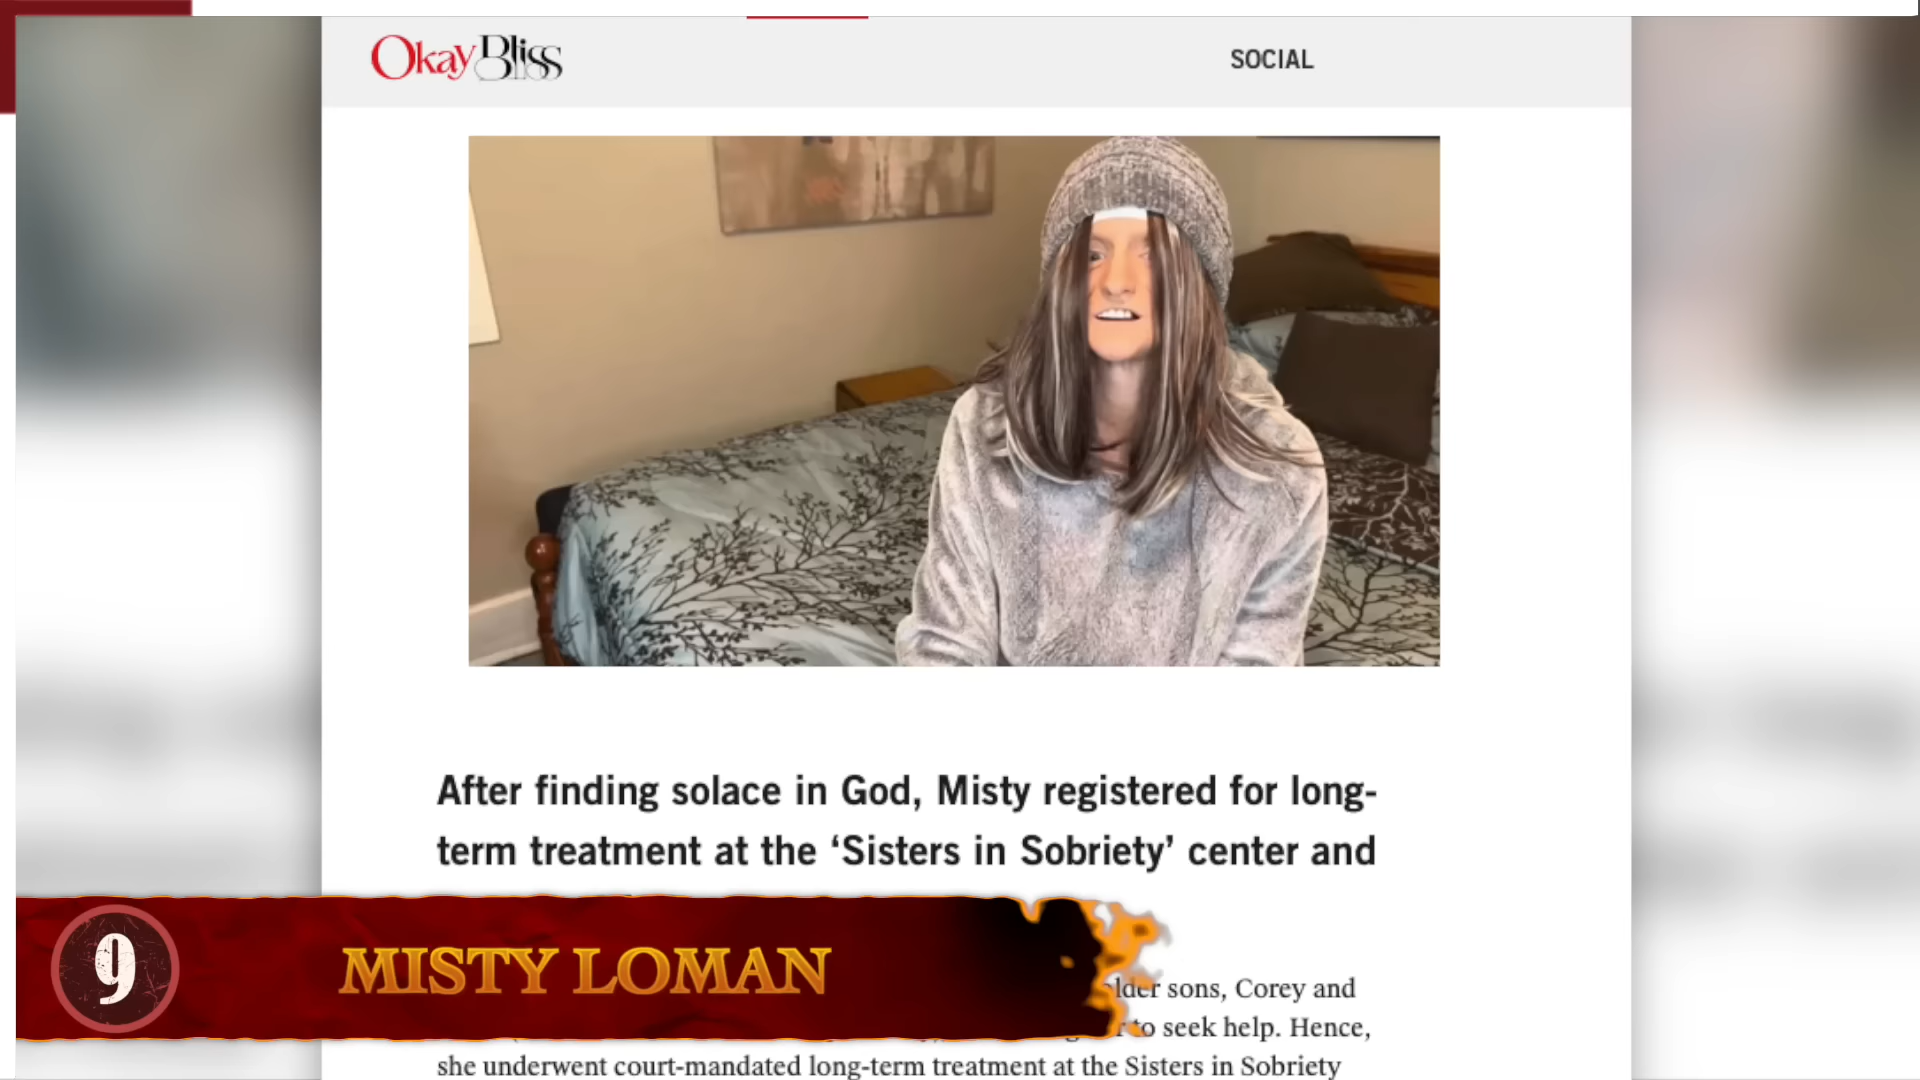 OkayBliss
SOCIAL
After finding solace in God, Misty registered for long-
term treatment at the ‘Sisters in Sobriety’ center and
9
MISTY LOMAN
sons, Corey and
to seek help. Hence,
she underwent court-mandated long-term treatment at the Sisters in Sobriety